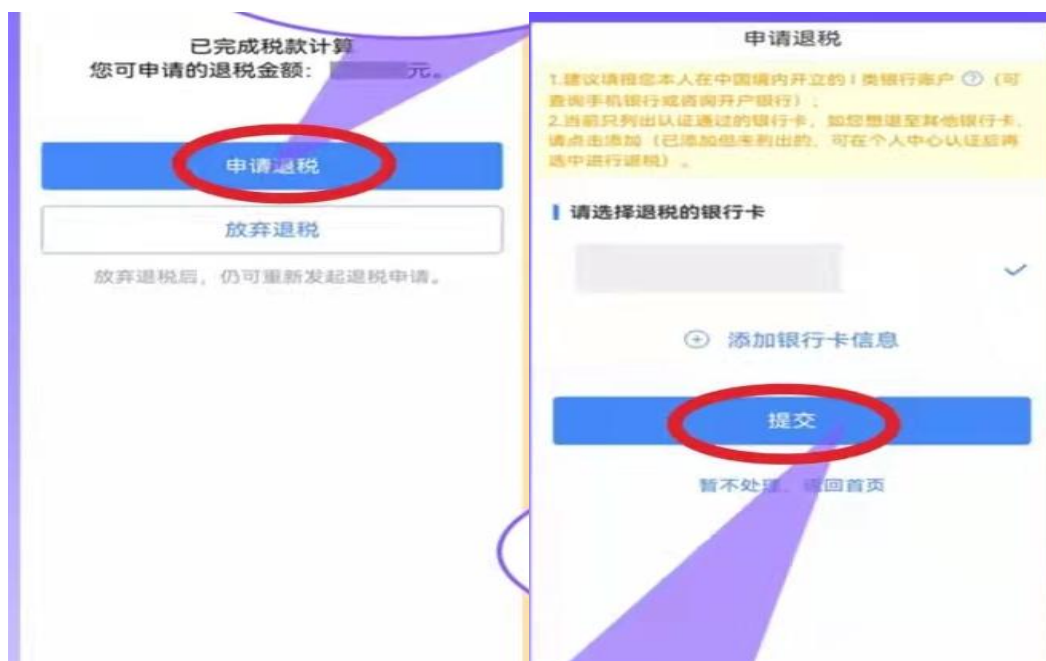 已完成税款计算
您可申请的退税金额： 元。
申请退税
放弃退税
放弃退税后，仍可重新发起退税申请。
申请退税
1.建议填报您本人在中国境内开立的Ⅰ类银行账户 ? （可
查询手机银行或咨询开户银行）；
2.当前只列出认证通过的银行卡，如您想退至其他银行卡，
请点击添加（已添加但未列出的，可在个人中心认证后再
选中进行退税）。
请选择退税的银行卡
添加银行卡信息
提交
暂不处理，返回首页